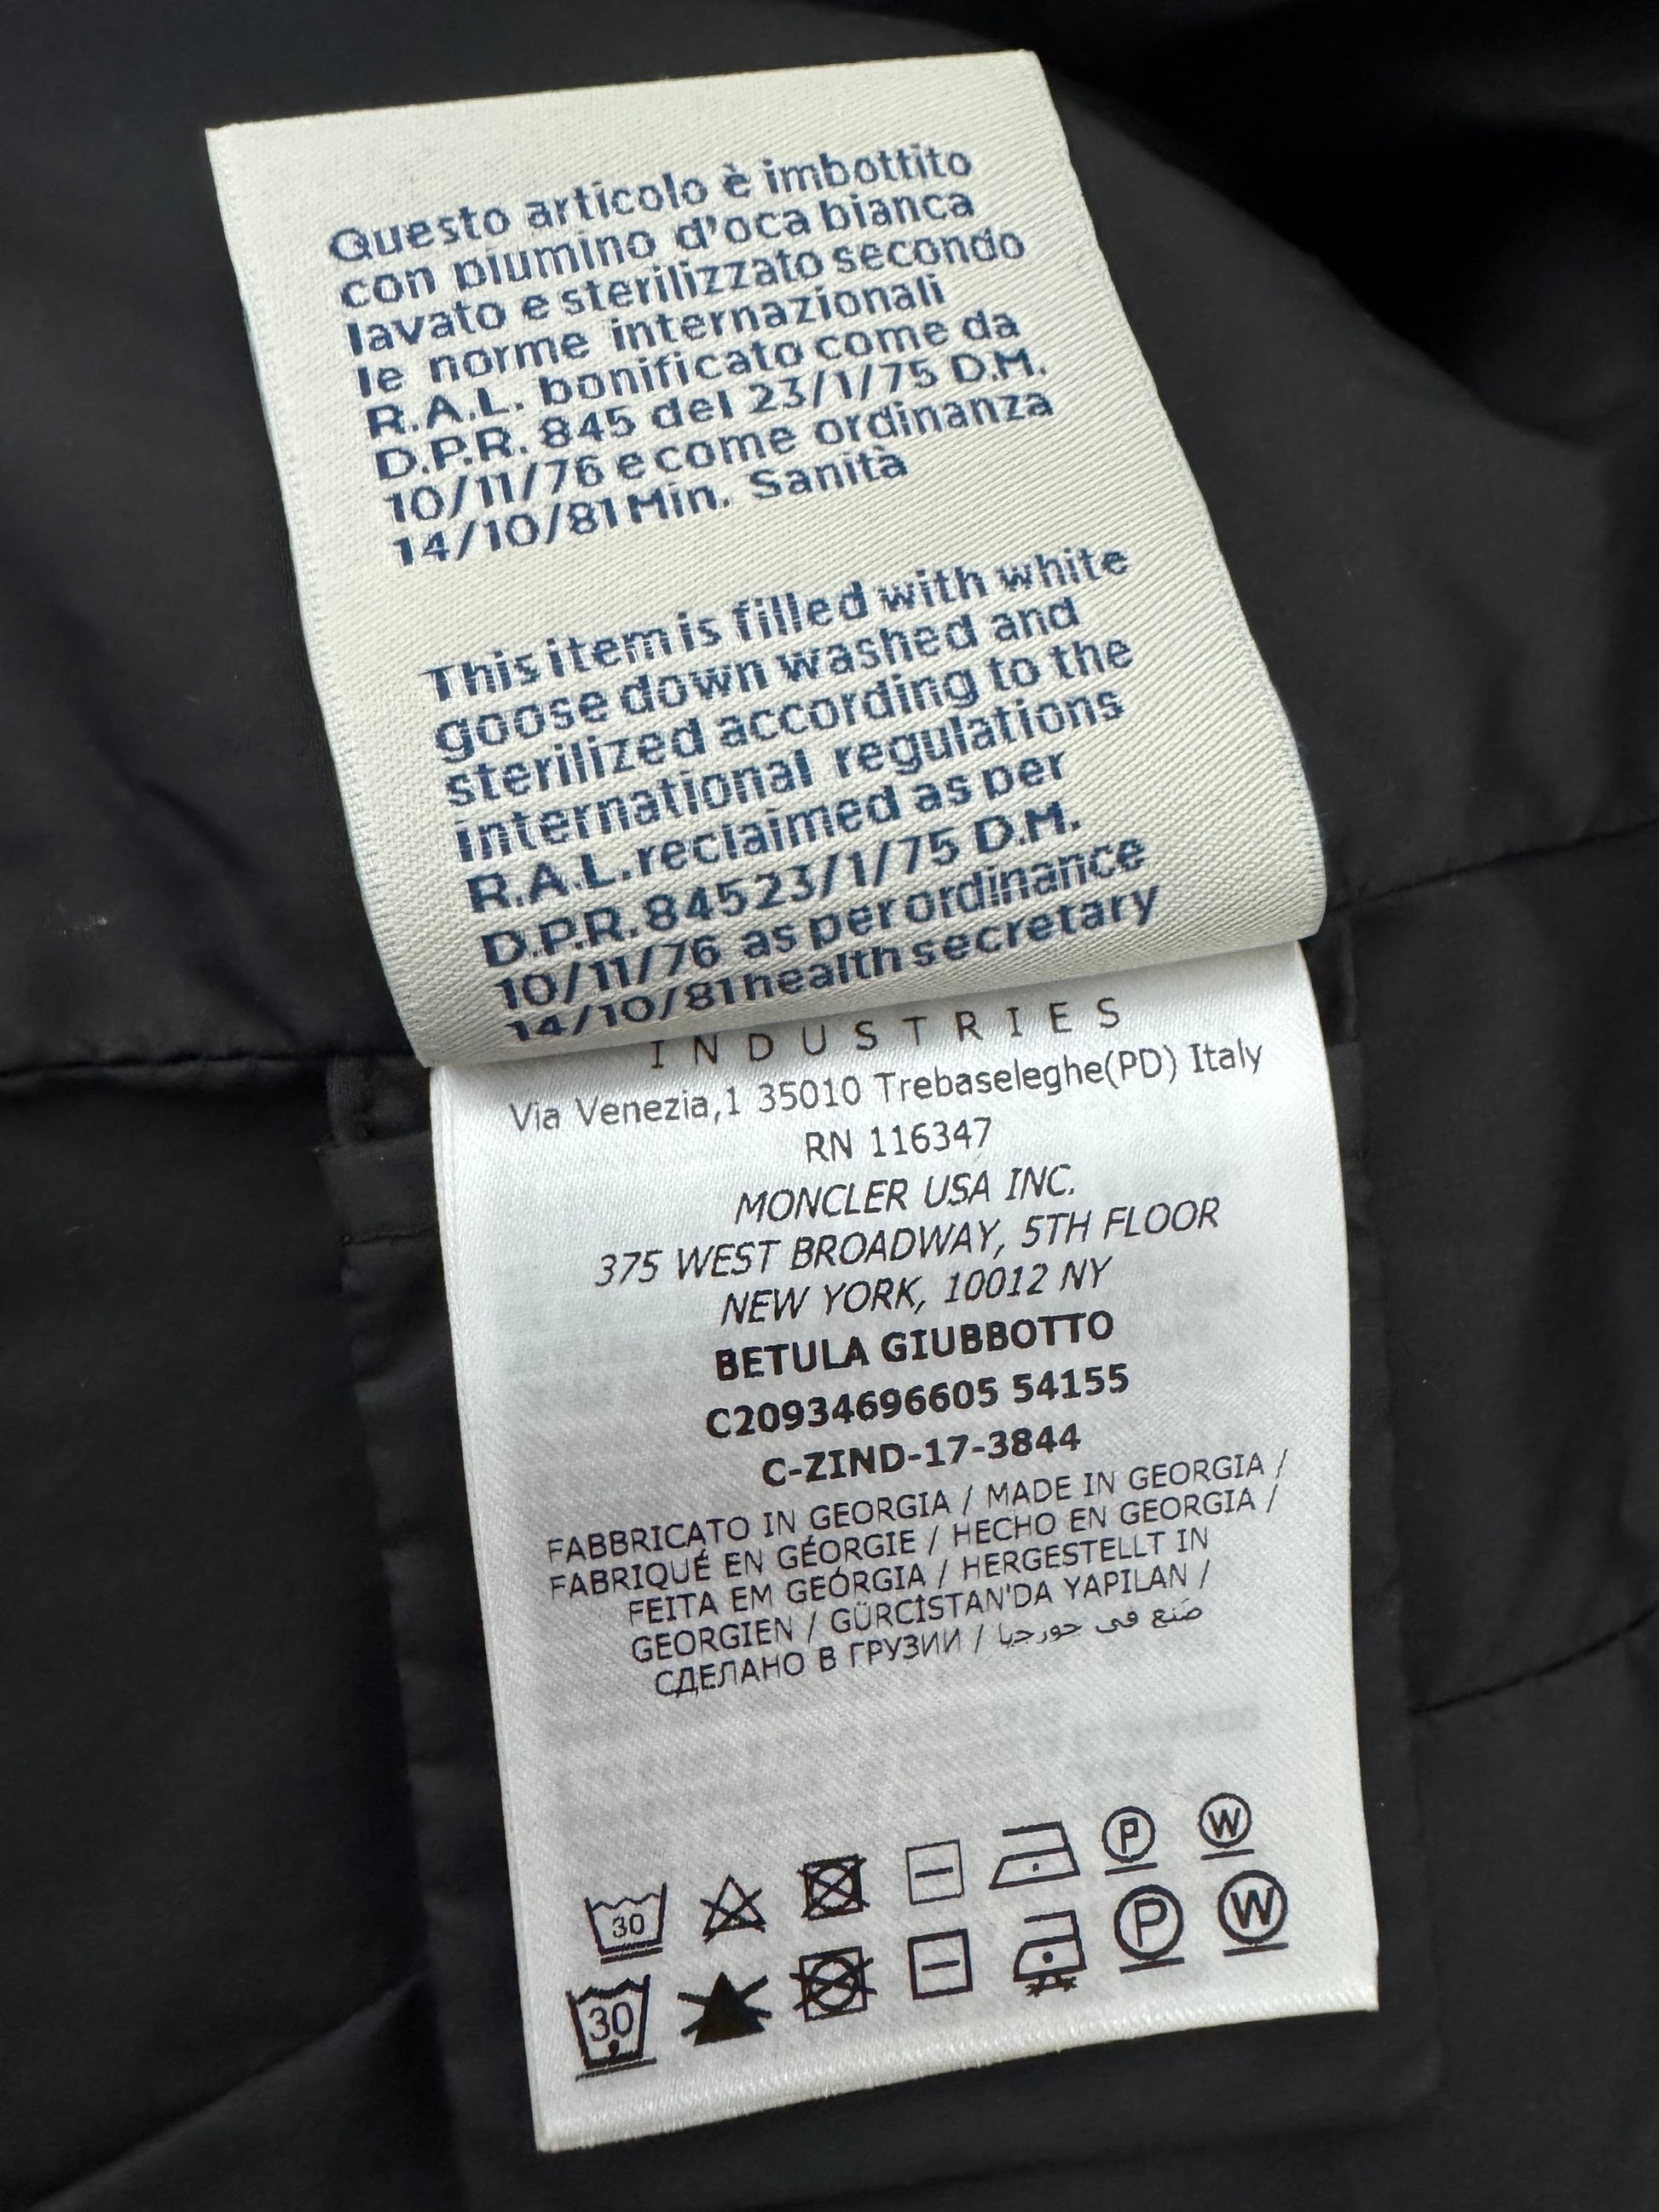 Questo articolo è imbottito
con piumino d'oca bianca
lavato e sterilizzato secondo
le norme internazionali
R.A.L. bonificato come da
D.P.R. 845 del 23/1/75 D.M.
10/11/76 e come ordinanza
14/10/81 Min. Sanità
This item is filled with white
goose down washed and
sterilized according to the
international regulations
R.A.L. reclaimed as per
D.P.R. 845 23/1/75 D.M.
10/11/76 as per ordinance
14/10/81 health secretary
INDUSTRIES
Via Venezia,1 35010 Trebaseleghe(PD) Italy
RN 116347
MONCLER USA INC.
375 WEST BROADWAY, 5TH FLOOR
NEW YORK, 10012 NY
BETULA GIUBBOTTO
C20934696605 54155
C-ZIND-17-3844
FABBRICATO IN GEORGIA / MADE IN GEORGIA /
FABRIQUÉ EN GÉORGIE / HECHO EN GEORGIA /
FEITA EM GEÓRGIA / HERGESTELLT IN
GEORGIEN / GÜRCİSTAN'DA YAPILAN /
СДЕЛАНО В ГРУЗИИ / صنع في جورجيا
30 P W
30 P W